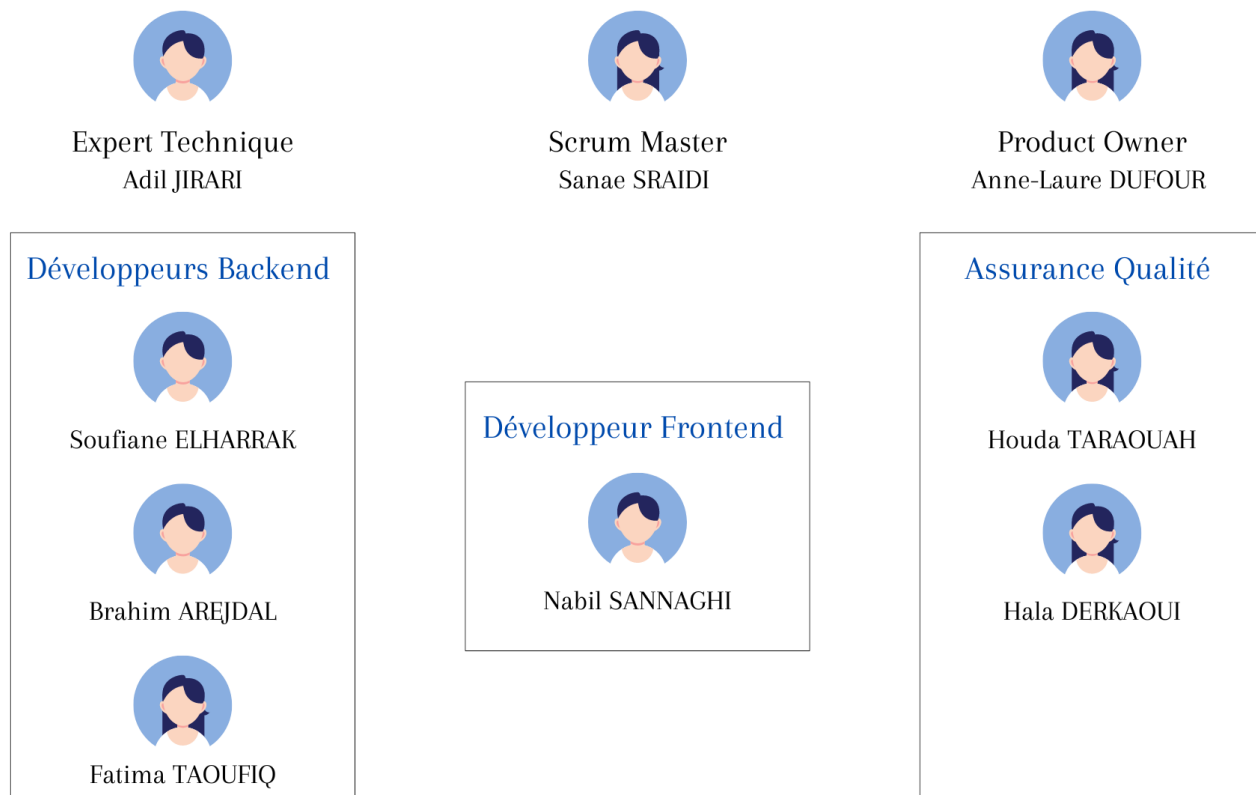 Expert Technique
Adil JIRARI
Scrum Master
Sanae SRAIDI
Product Owner
Anne-Laure DUFOUR
Développeurs Backend
Soufiane ELHARRAK
Brahim AREJDAL
Fatima TAOUFIQ
Développeur Frontend
Nabil SANNAGHI
Assurance Qualité
Houda TARAOUAH
Hala DERKAOUI